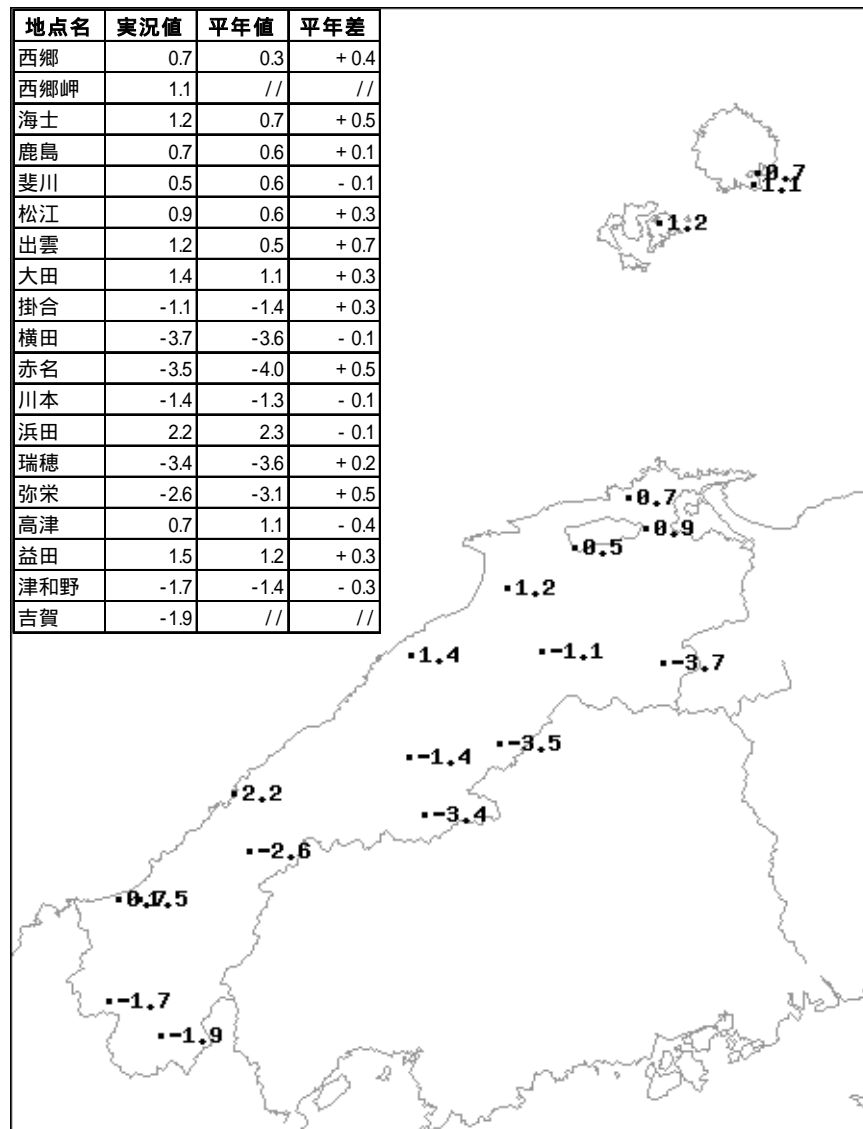 地点名 実況値 平年値 平年差
西郷 0.7 0.3 +0.4
西郷岬 1.1 // //
海士 1.2 0.7 +0.5
鹿島 0.7 0.6 +0.1
斐川 0.5 0.6 -0.1
松江 0.9 0.6 +0.3
出雲 1.2 0.5 +0.7
大田 1.4 1.1 +0.3
掛合 -1.1 -1.4 +0.3
横田 -3.7 -3.6 -0.1
赤名 -3.5 -4.0 +0.5
川本 -1.4 -1.3 -0.1
浜田 2.2 2.3 -0.1
瑞穂 -3.4 -3.6 +0.2
弥栄 -2.6 -3.1 +0.5
高津 0.7 1.1 -0.4
益田 1.5 1.2 +0.3
津和野 -1.7 -1.4 -0.3
吉賀 -1.9 // //
0.7
1.1
1.2
0.7
0.9
0.5
1.2
1.4
-1.1
-3.7
-3.5
-1.4
2.2
-3.4
-2.6
0.7 1.5
-1.7
-1.9